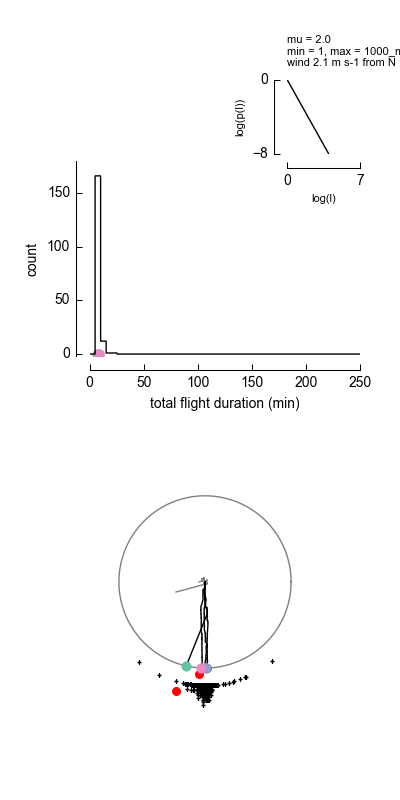 mu = 2.0
min = 1, max = 1000_m
wind 2.1 m s-1 from N
0
−8
log(p(l))
0 7
log(l)
150
100
50
0
count
0 50 100 150 200 250
total flight duration (min)